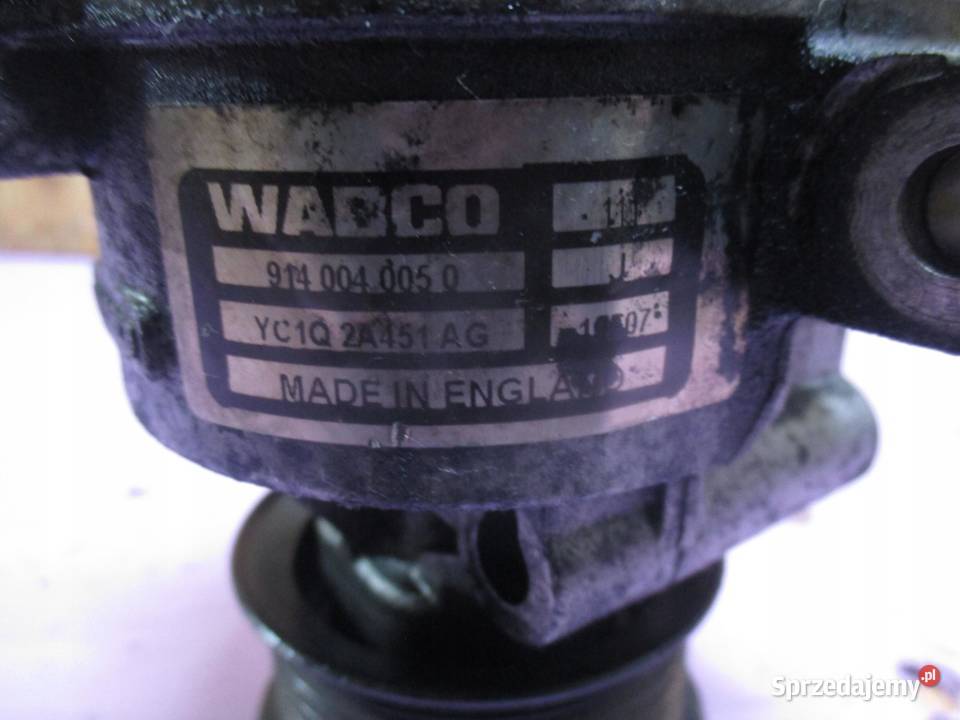 WABCO
914 004 005 0 J
YC1Q 2A451 AG
MADE IN ENGLAND
Sprzedajemy.pl